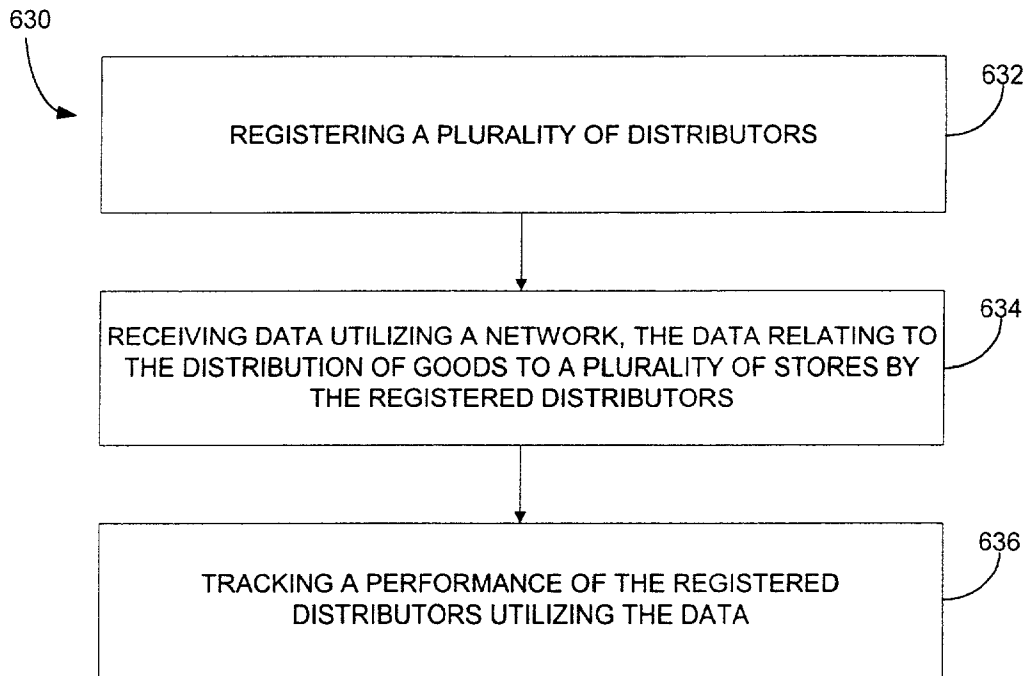 630
632
REGISTERING A PLURALITY OF DISTRIBUTORS
634
RECEIVING DATA UTILIZING A NETWORK, THE DATA RELATING TO
THE DISTRIBUTION OF GOODS TO A PLURALITY OF STORES BY
THE REGISTERED DISTRIBUTORS
636
TRACKING A PERFORMANCE OF THE REGISTERED
DISTRIBUTORS UTILIZING THE DATA